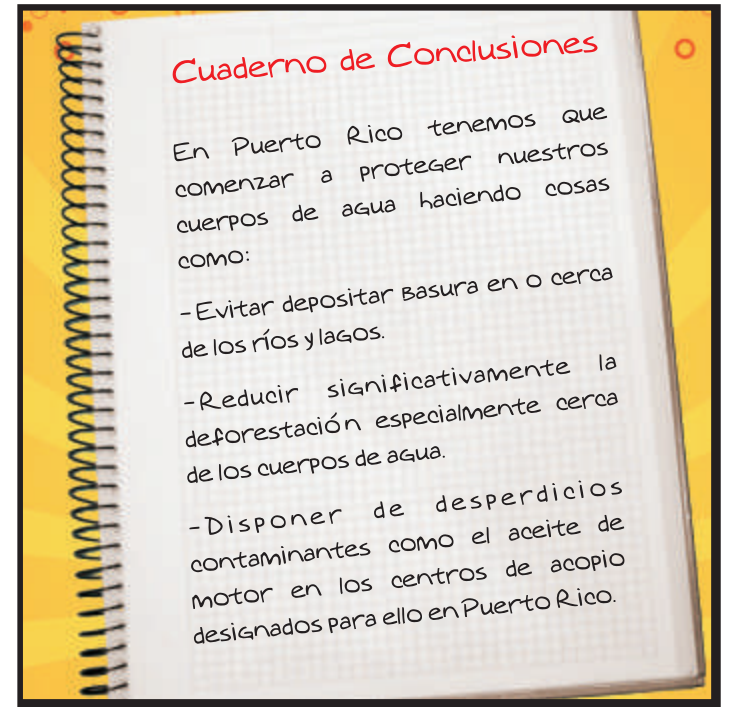 Cuaderno de Conclusiones
En Puerto Rico tenemos que
comenzar a proteger nuestros
cuerpos de agua haciendo cosas
como:
-Evitar depositar basura en o cerca
de los ríos y lagos.
-Reducir significativamente la
deforestación especialmente cerca
de los cuerpos de agua.
-Disponer de desperdicios
contaminantes como el aceite de
motor en los centros de acopio
designados para ello en Puerto Rico.